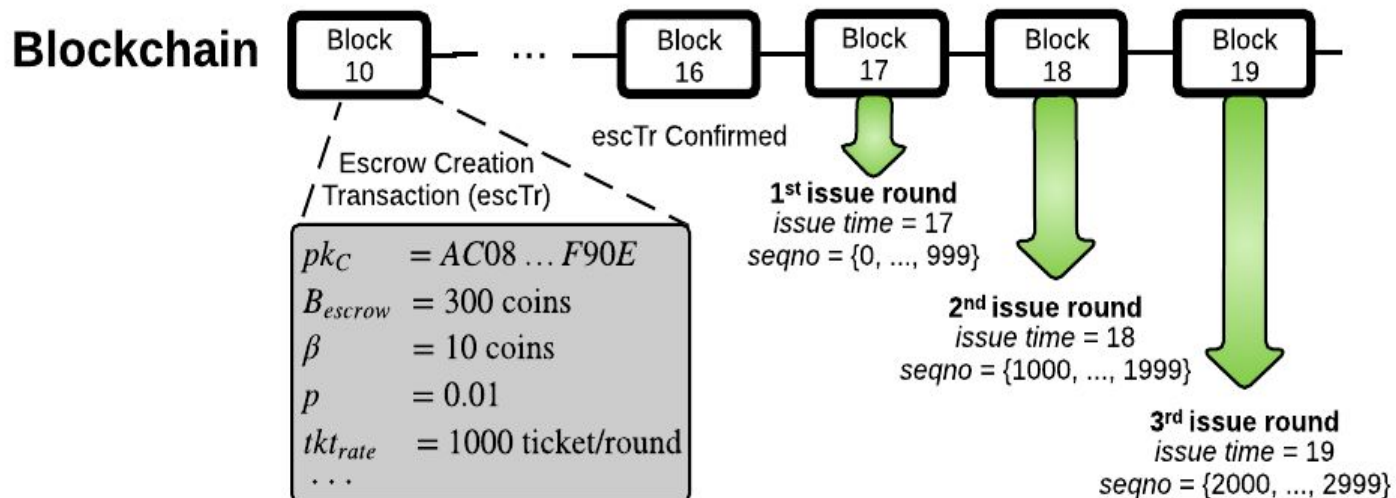 Blockchain
Block
10
...
Block
16
Block
17
Block
18
Block
19
escTr Confirmed
Escrow Creation
Transaction (escTr)
pk_C = AC08 … F90E
B_escrow = 300 coins
β = 10 coins
p = 0.01
tkt_rate = 1000 ticket/round
...
1st issue round
issue time = 17
seqno = {0, ..., 999}
2nd issue round
issue time = 18
seqno = {1000, ..., 1999}
3rd issue round
issue time = 19
seqno = {2000, ..., 2999}